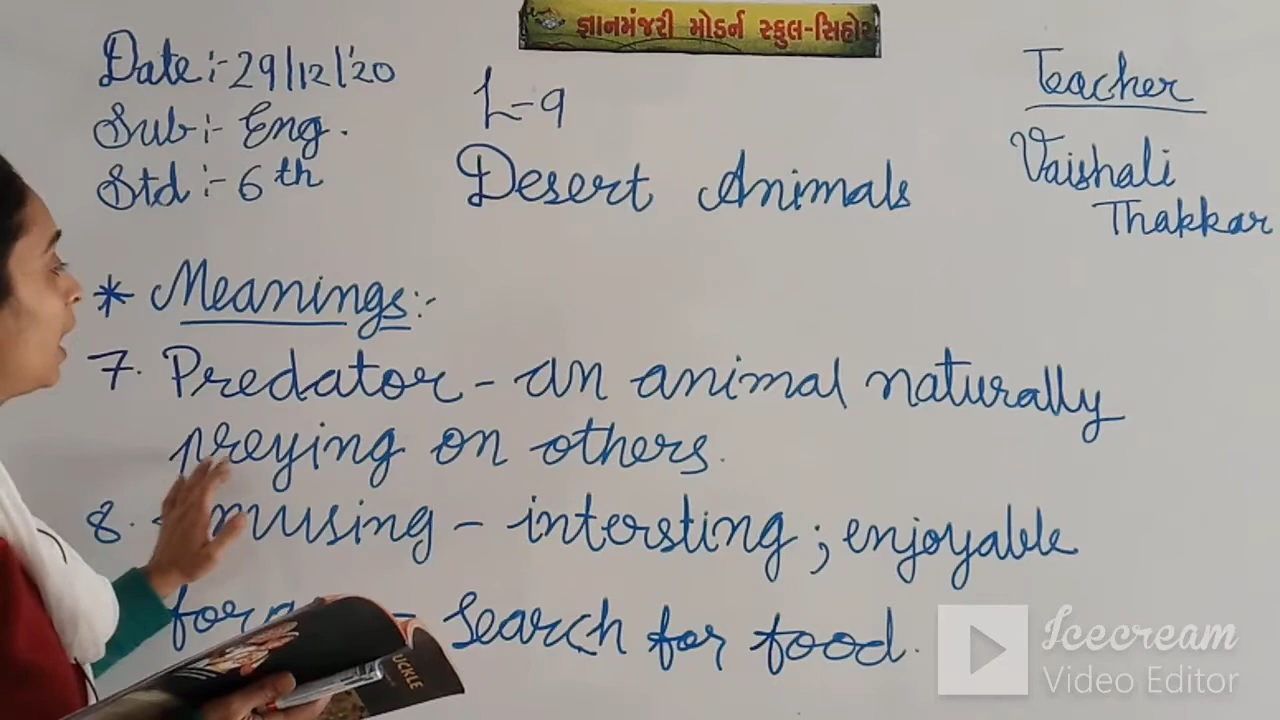 જ્ઞાનમંજરી મોડર્ન સ્કુલ-સિહોર
Date:- 29/12/'20
Sub:- Eng.
Std:- 6th
L-9
Desert Animals
Teacher
Vaishali
Thakkar
* Meanings:-
7. Predator - an animal naturally
preying on others.
8. musing - intersting ; enjoyable
- search for food.
UCKLE
Icecream
Video Editor